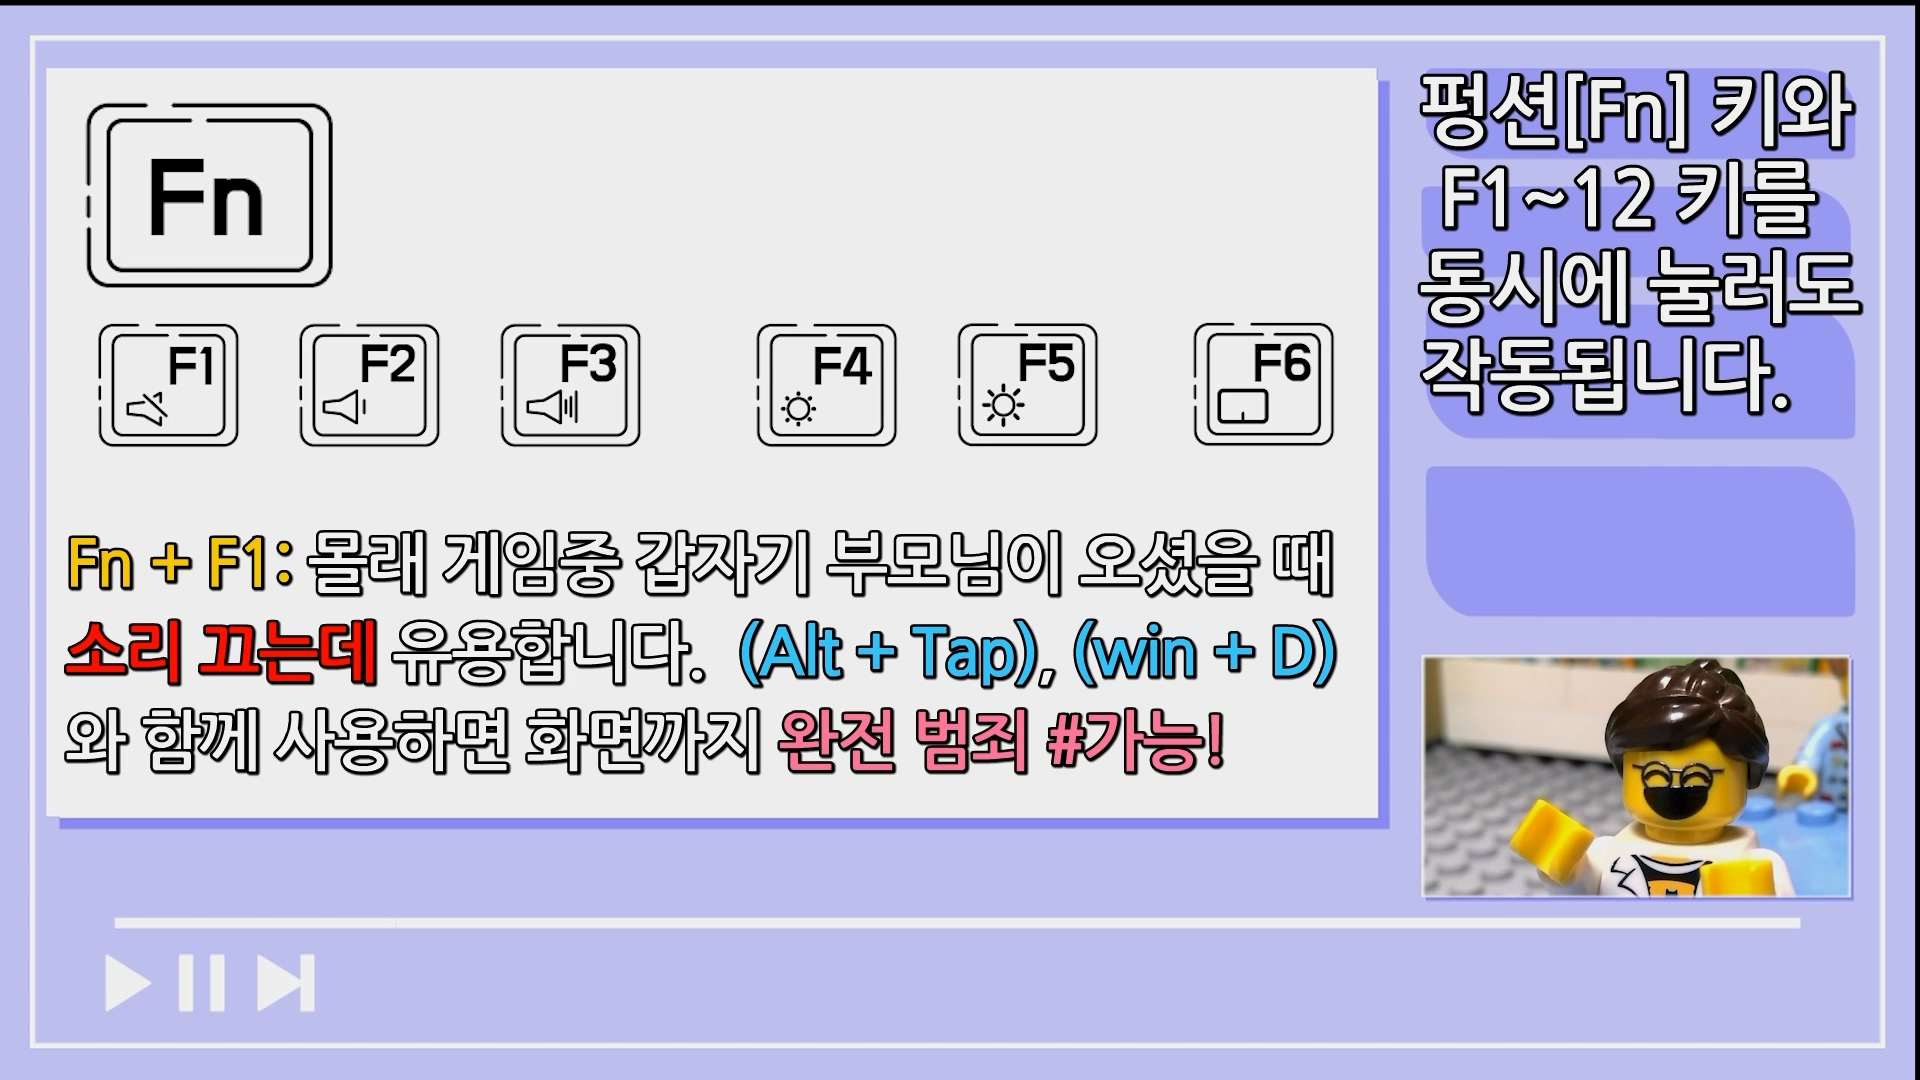 Fn
F1
F2
F3
F4
F5
F6
Fn + F1: 몰래 게임중 갑자기 부모님이 오셨을 때
소리 끄는데 유용합니다. (Alt + Tap), (win + D)
와 함께 사용하면 화면까지 완전 범죄 #가능!
펑션[Fn] 키와
F1~12 키를
동시에 눌러도
작동됩니다.